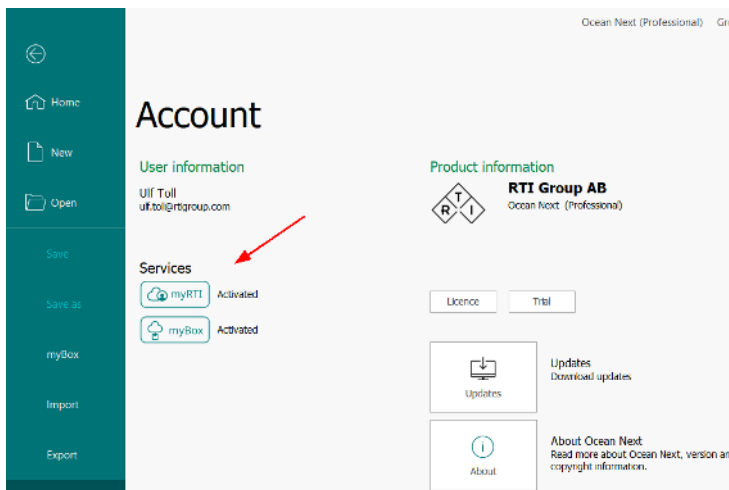 Ocean Next (Professional)
Home
New
Open
Save
Save as
myBox
Import
Export
Account
User information
Ulf Toll
ulf.toll@rtigroup.com
Services
myRTI Activated
myBox Activated
Product information
R T I
RTI Group AB
Ocean Next (Professional)
Licence Trial
Updates
Updates
Download updates
About
About Ocean Next
Read more about Ocean Next, version
copyright information.